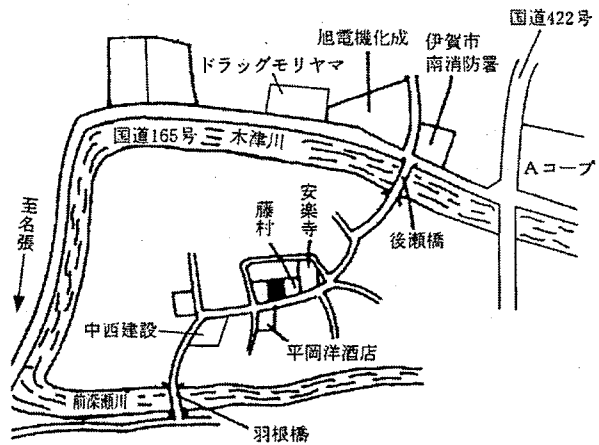 国道422号
旭電機化成
伊賀市
南消防署
ドラッグモリヤマ
国道165号
木津川
Aコープ
至名張
安楽寺
藤村
後瀬橋
中西建設
平岡洋酒店
前深瀬川
羽根橋